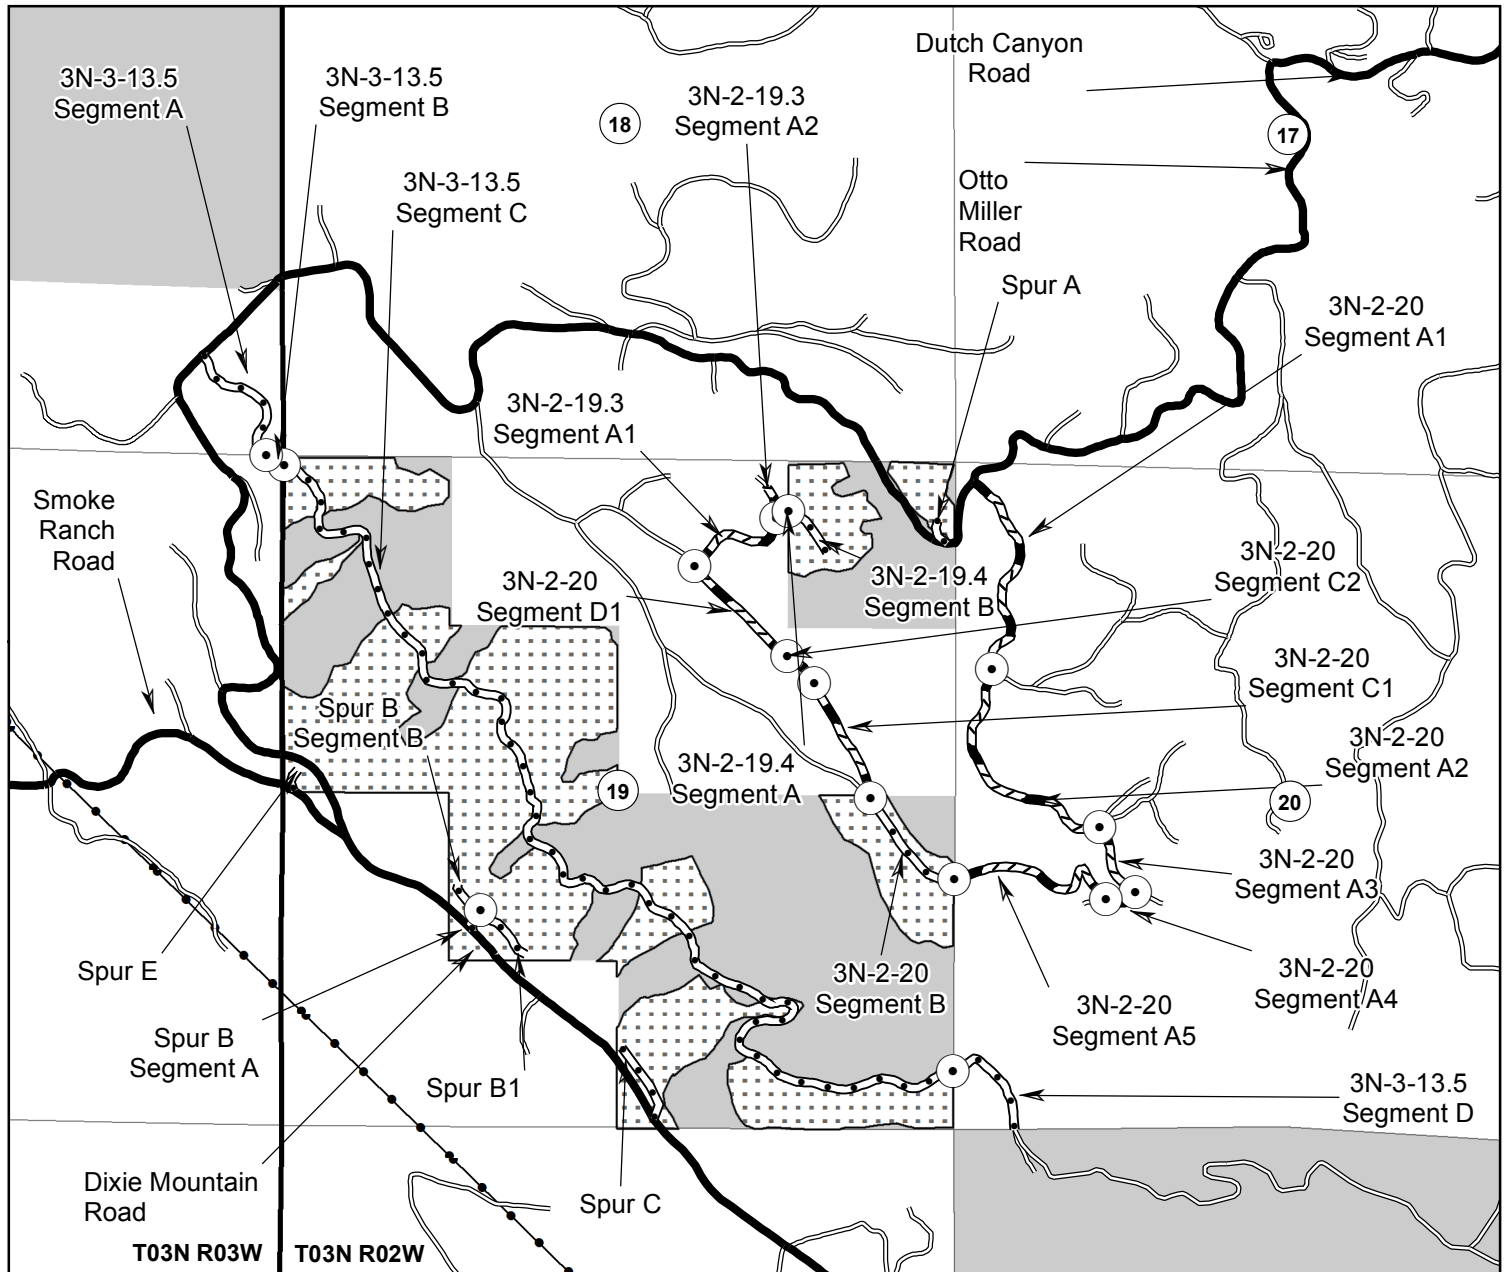 Dutch Canyon
Road
3N-3-13.5
Segment A
3N-3-13.5
Segment B
3N-2-19.3
Segment A2
18
17
3N-3-13.5
Segment C
Otto
Miller
Road
Spur A
3N-2-20
Segment A1
3N-2-19.3
Segment A1
Smoke
Ranch
Road
3N-2-20
Segment D1
3N-2-19.4
Segment B
3N-2-20
Segment C2
3N-2-20
Segment C1
Spur B
Segment B
3N-2-20
Segment A2
3N-2-19.4
Segment A
19
20
3N-2-20
Segment A3
Spur E
3N-2-20
Segment B
3N-2-20
Segment A4
3N-2-20
Segment A5
Spur B
Segment A
Spur B1
3N-3-13.5
Segment D
Dixie Mountain
Road
Spur C
T03N R03W
T03N R02W